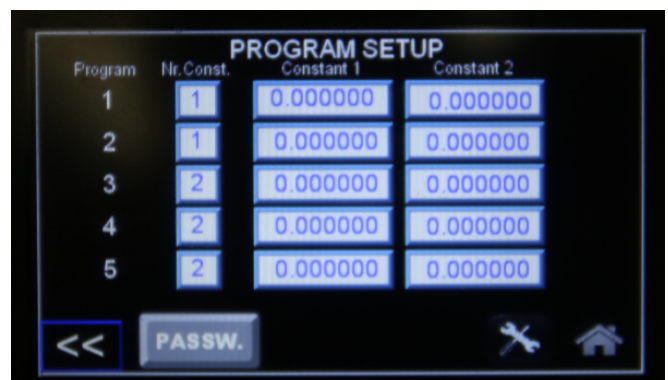 PROGRAM SETUP
Program Nr.Const. Constant 1 Constant 2
1 1 0.000000 0.000000
2 1 0.000000 0.000000
3 2 0.000000 0.000000
4 2 0.000000 0.000000
5 2 0.000000 0.000000
<< PASSW.